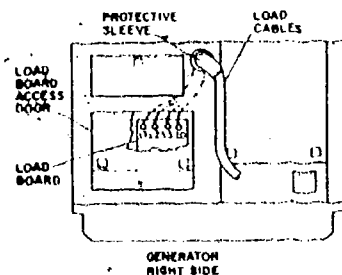 PROTECTIVE
SLEEVE
LOAD
CABLES
LOAD
BOARD
ACCESS
DOOR
LOAD
BOARD
GENERATOR
RIGHT SIDE